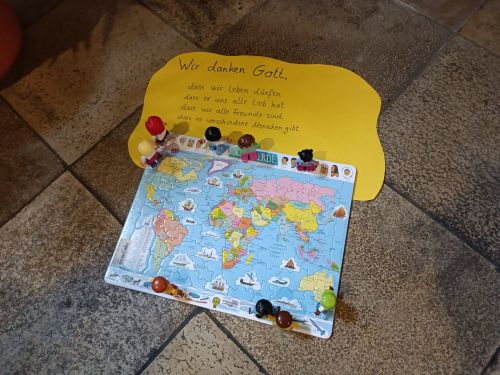 Wir danken Gott,
dass wir leben dürfen
dass er uns alle Lieb hat
dass wir alle Freunde sind
dass es verschiedene Menschen gibt
ERDE